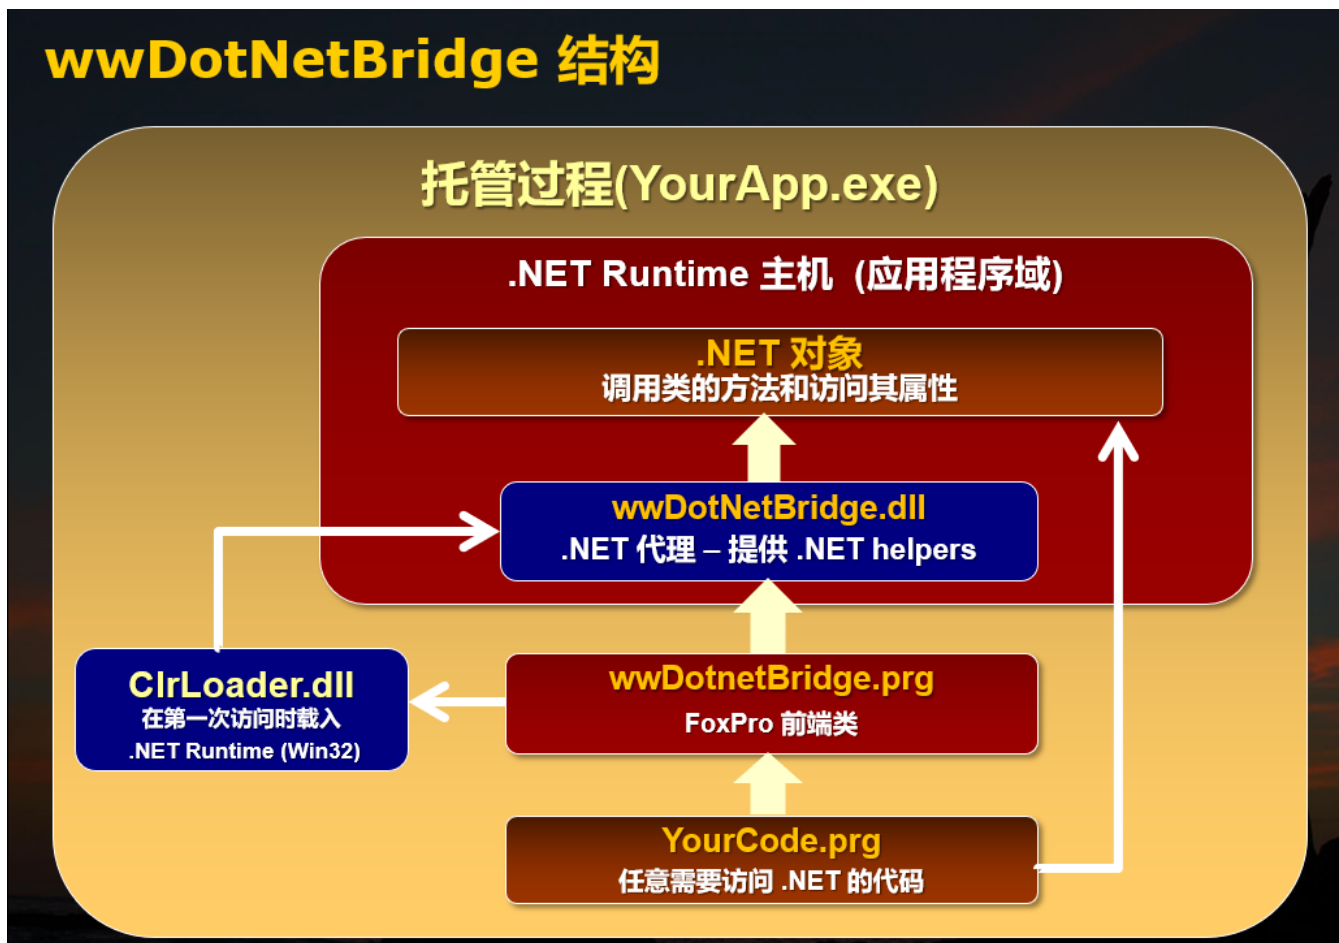 wwDotNetBridge 结构
托管过程(YourApp.exe)
.NET Runtime 主机 (应用程序域)
.NET 对象
调用类的方法和访问其属性
wwDotNetBridge.dll
.NET 代理 – 提供 .NET helpers
ClrLoader.dll
在第一次访问时载入
.NET Runtime (Win32)
wwDotnetBridge.prg
FoxPro 前端类
YourCode.prg
任意需要访问 .NET 的代码